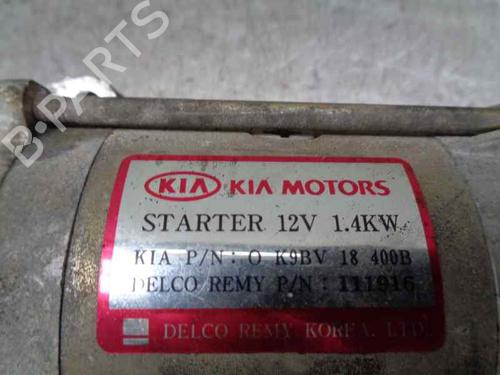 B-PARTS
KIA KIA MOTORS
STARTER 12V 1.4KW
KIA P/N: O K9BV 18 400B
DELCO REMY P/N: 111916
DELCO REMY KOREA. LTD.